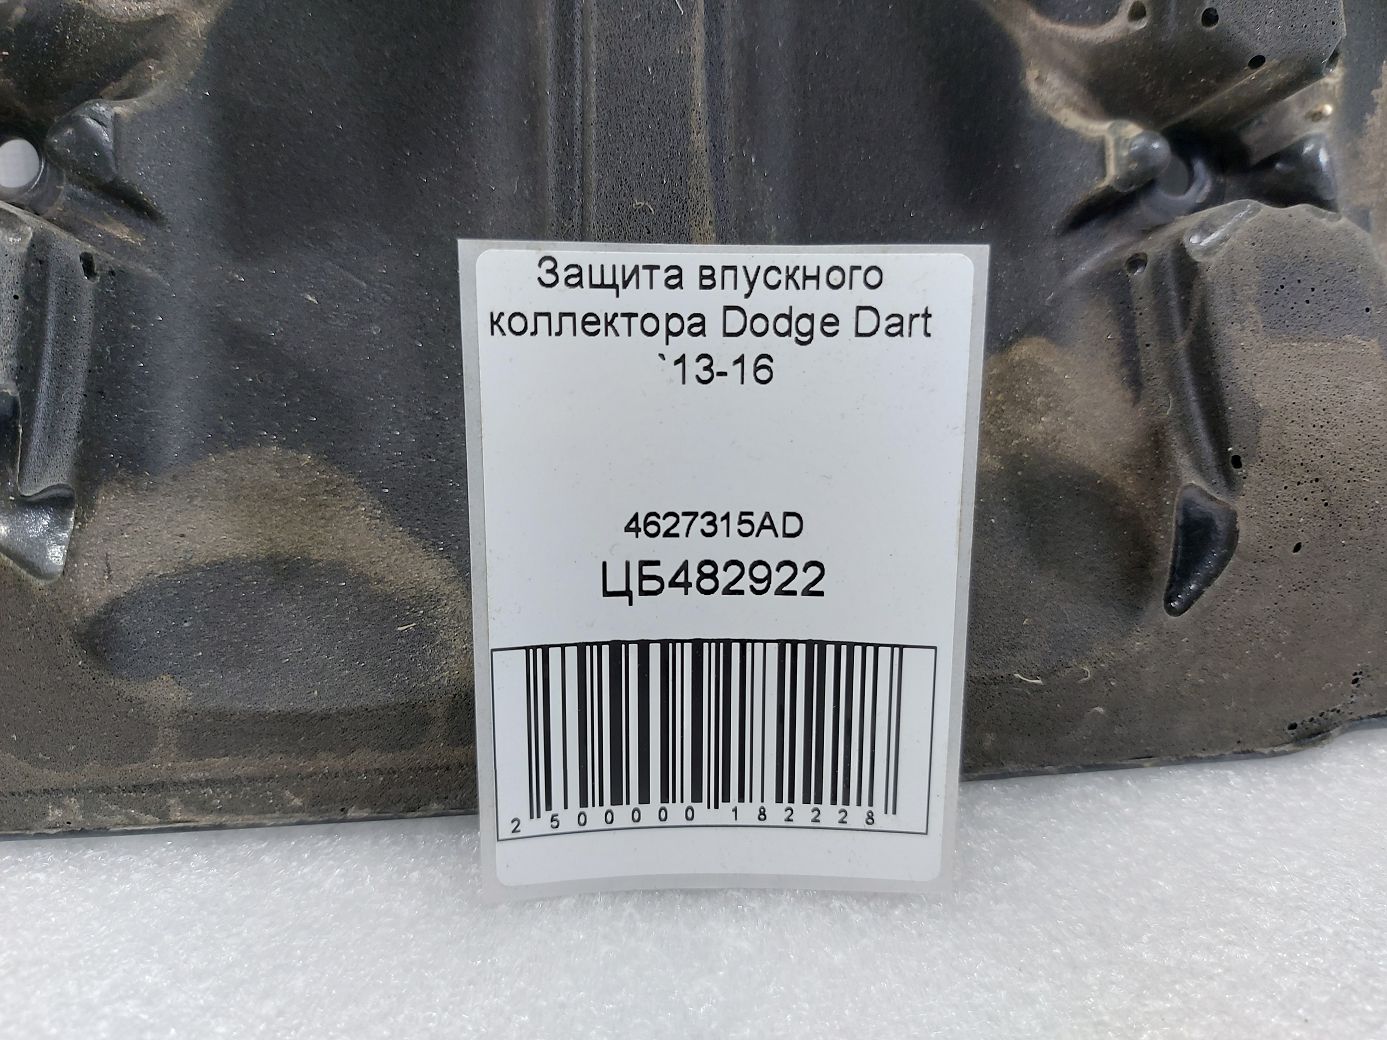 Защита впускного
коллектора Dodge Dart
`13-16
4627315AD
ЦБ482922
2 500000 182228